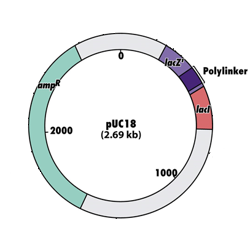 0
lacZ'
Polylinker
ampR
lacI
pUC18
2000
(2.69 kb)
1000